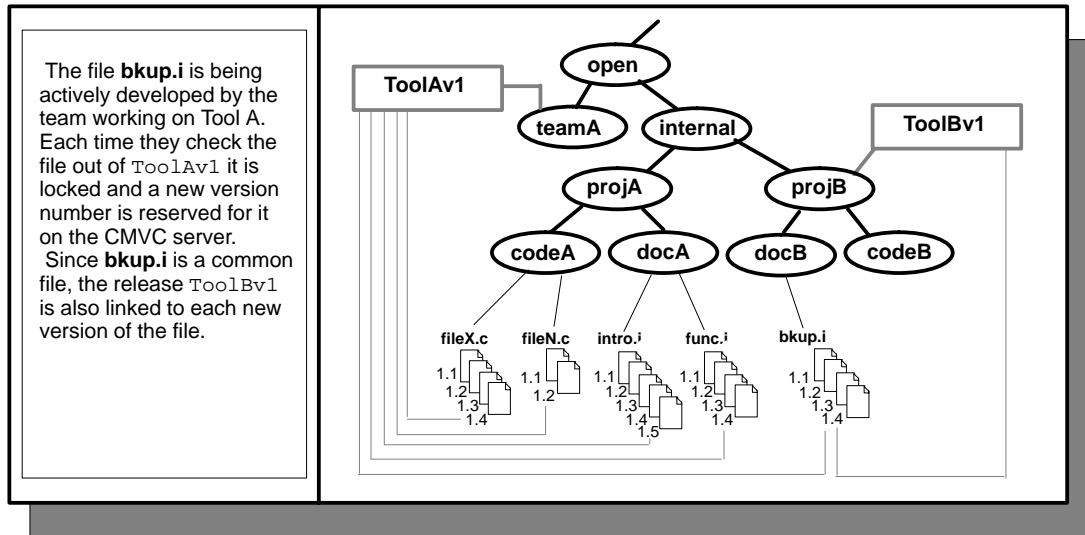 The file bkup.i is being
actively developed by the
team working on Tool A.
Each time they check the
file out of ToolAv1 it is
locked and a new version
number is reserved for it
on the CMVC server.
Since bkup.i is a common
file, the release ToolBv1
is also linked to each new
version of the file.
open
ToolAv1
teamA
internal
ToolBv1
projA
projB
codeA
docA
docB
codeB
fileX.c
fileN.c
intro.i
func.i
bkup.i
1.1
1.2
1.3
1.4
1.1
1.2
1.1
1.2
1.3
1.4
1.5
1.1
1.2
1.3
1.4
1.1
1.2
1.3
1.4